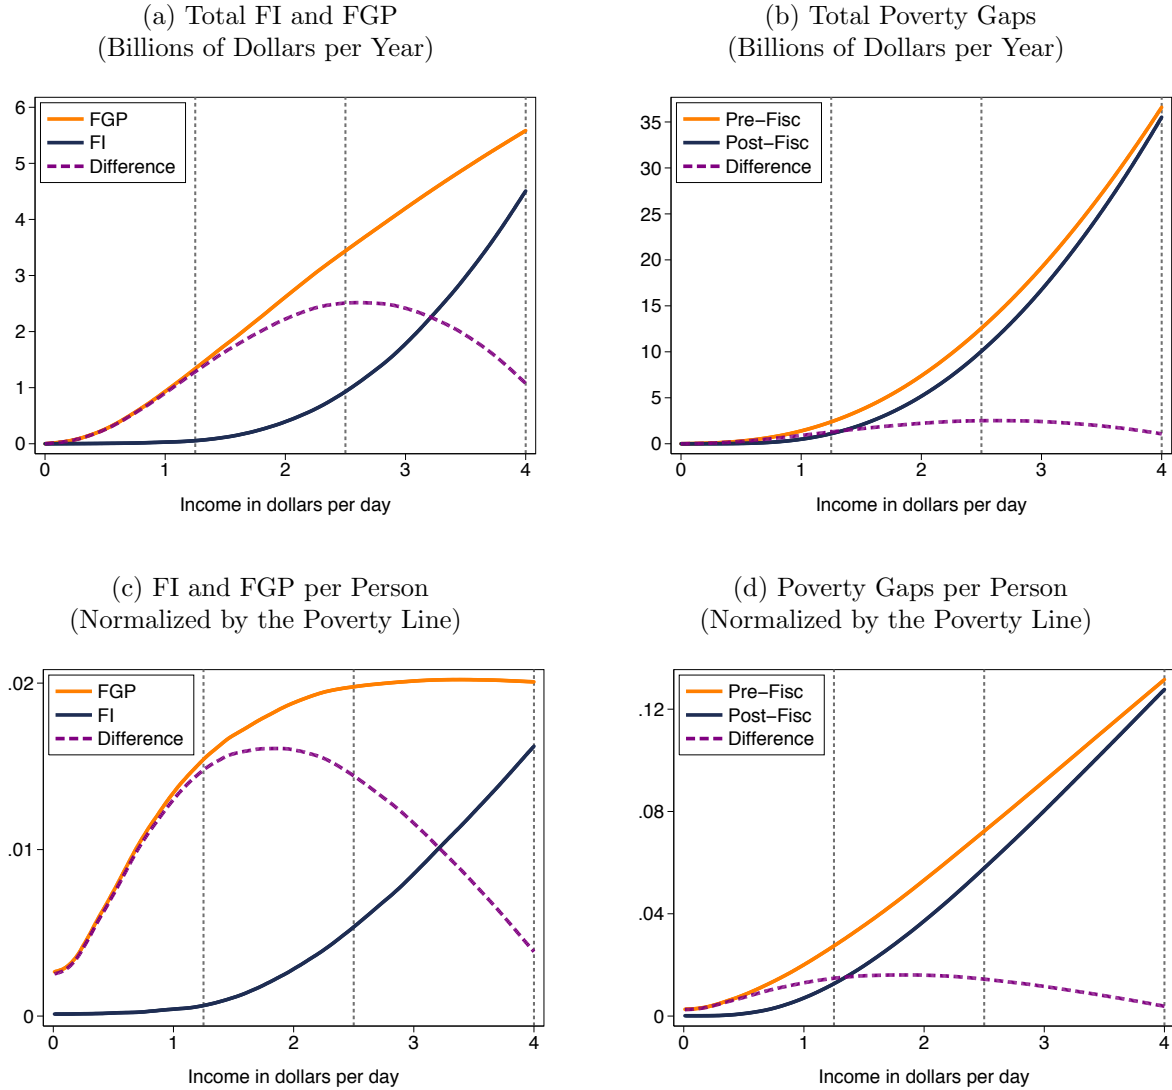 (a) Total FI and FGP
(Billions of Dollars per Year)
6
5
4
3
2
1
0
FGP
FI
Difference
0 1 2 3 4
Income in dollars per day
(b) Total Poverty Gaps
(Billions of Dollars per Year)
35
30
25
20
15
10
5
0
Pre−Fisc
Post−Fisc
Difference
0 1 2 3 4
Income in dollars per day
(c) FI and FGP per Person
(Normalized by the Poverty Line)
.02
.01
0
FGP
FI
Difference
0 1 2 3 4
Income in dollars per day
(d) Poverty Gaps per Person
(Normalized by the Poverty Line)
.12
.08
.04
0
Pre−Fisc
Post−Fisc
Difference
0 1 2 3 4
Income in dollars per day